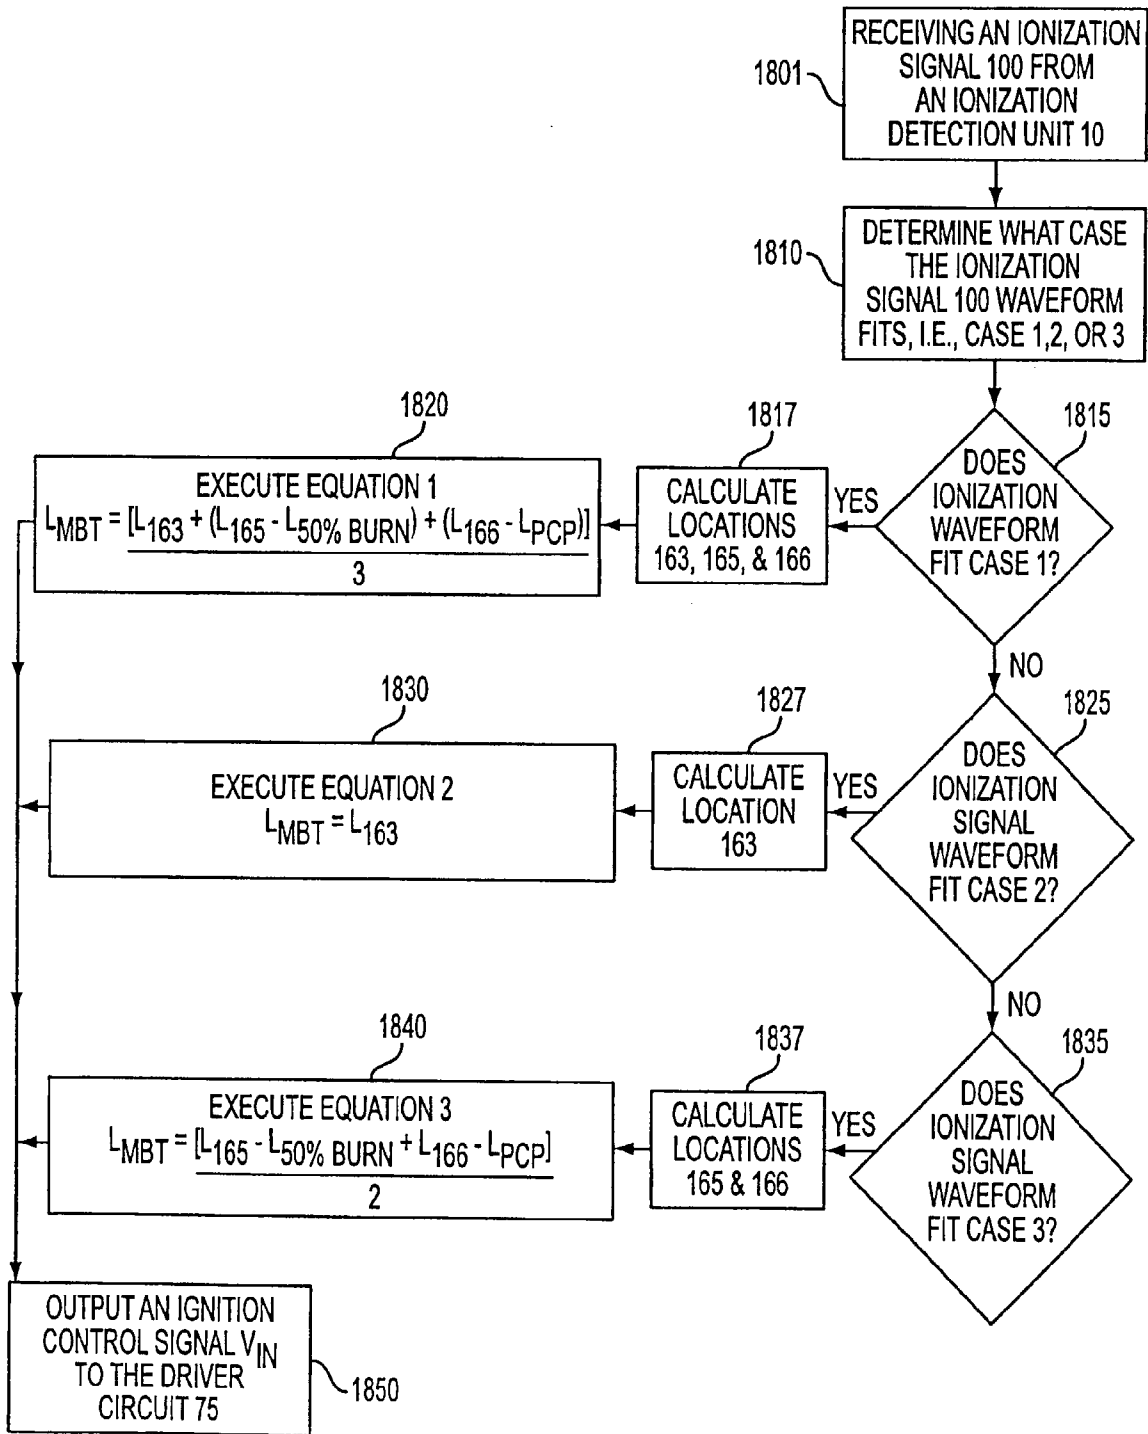 RECEIVING AN IONIZATION
SIGNAL 100 FROM
AN IONIZATION
DETECTION UNIT 10
1801
DETERMINE WHAT CASE
THE IONIZATION
SIGNAL 100 WAVEFORM
FITS, I.E., CASE 1,2, OR 3
1810
1815
DOES
IONIZATION
WAVEFORM
FIT CASE 1?
YES
1817
CALCULATE
LOCATIONS
163, 165, & 166
1820
EXECUTE EQUATION 1
LMBT = [L163 + (L165 - L50% BURN) + (L166 - LPCP)]
3
NO
1825
DOES
IONIZATION
SIGNAL
WAVEFORM
FIT CASE 2?
YES
1827
CALCULATE
LOCATION
163
1830
EXECUTE EQUATION 2
LMBT = L163
NO
1835
DOES
IONIZATION
SIGNAL
WAVEFORM
FIT CASE 3?
YES
1837
CALCULATE
LOCATIONS
165 & 166
1840
EXECUTE EQUATION 3
LMBT = [L165 - L50% BURN + L166 - LPCP]
2
OUTPUT AN IGNITION
CONTROL SIGNAL VIN
TO THE DRIVER
CIRCUIT 75
1850